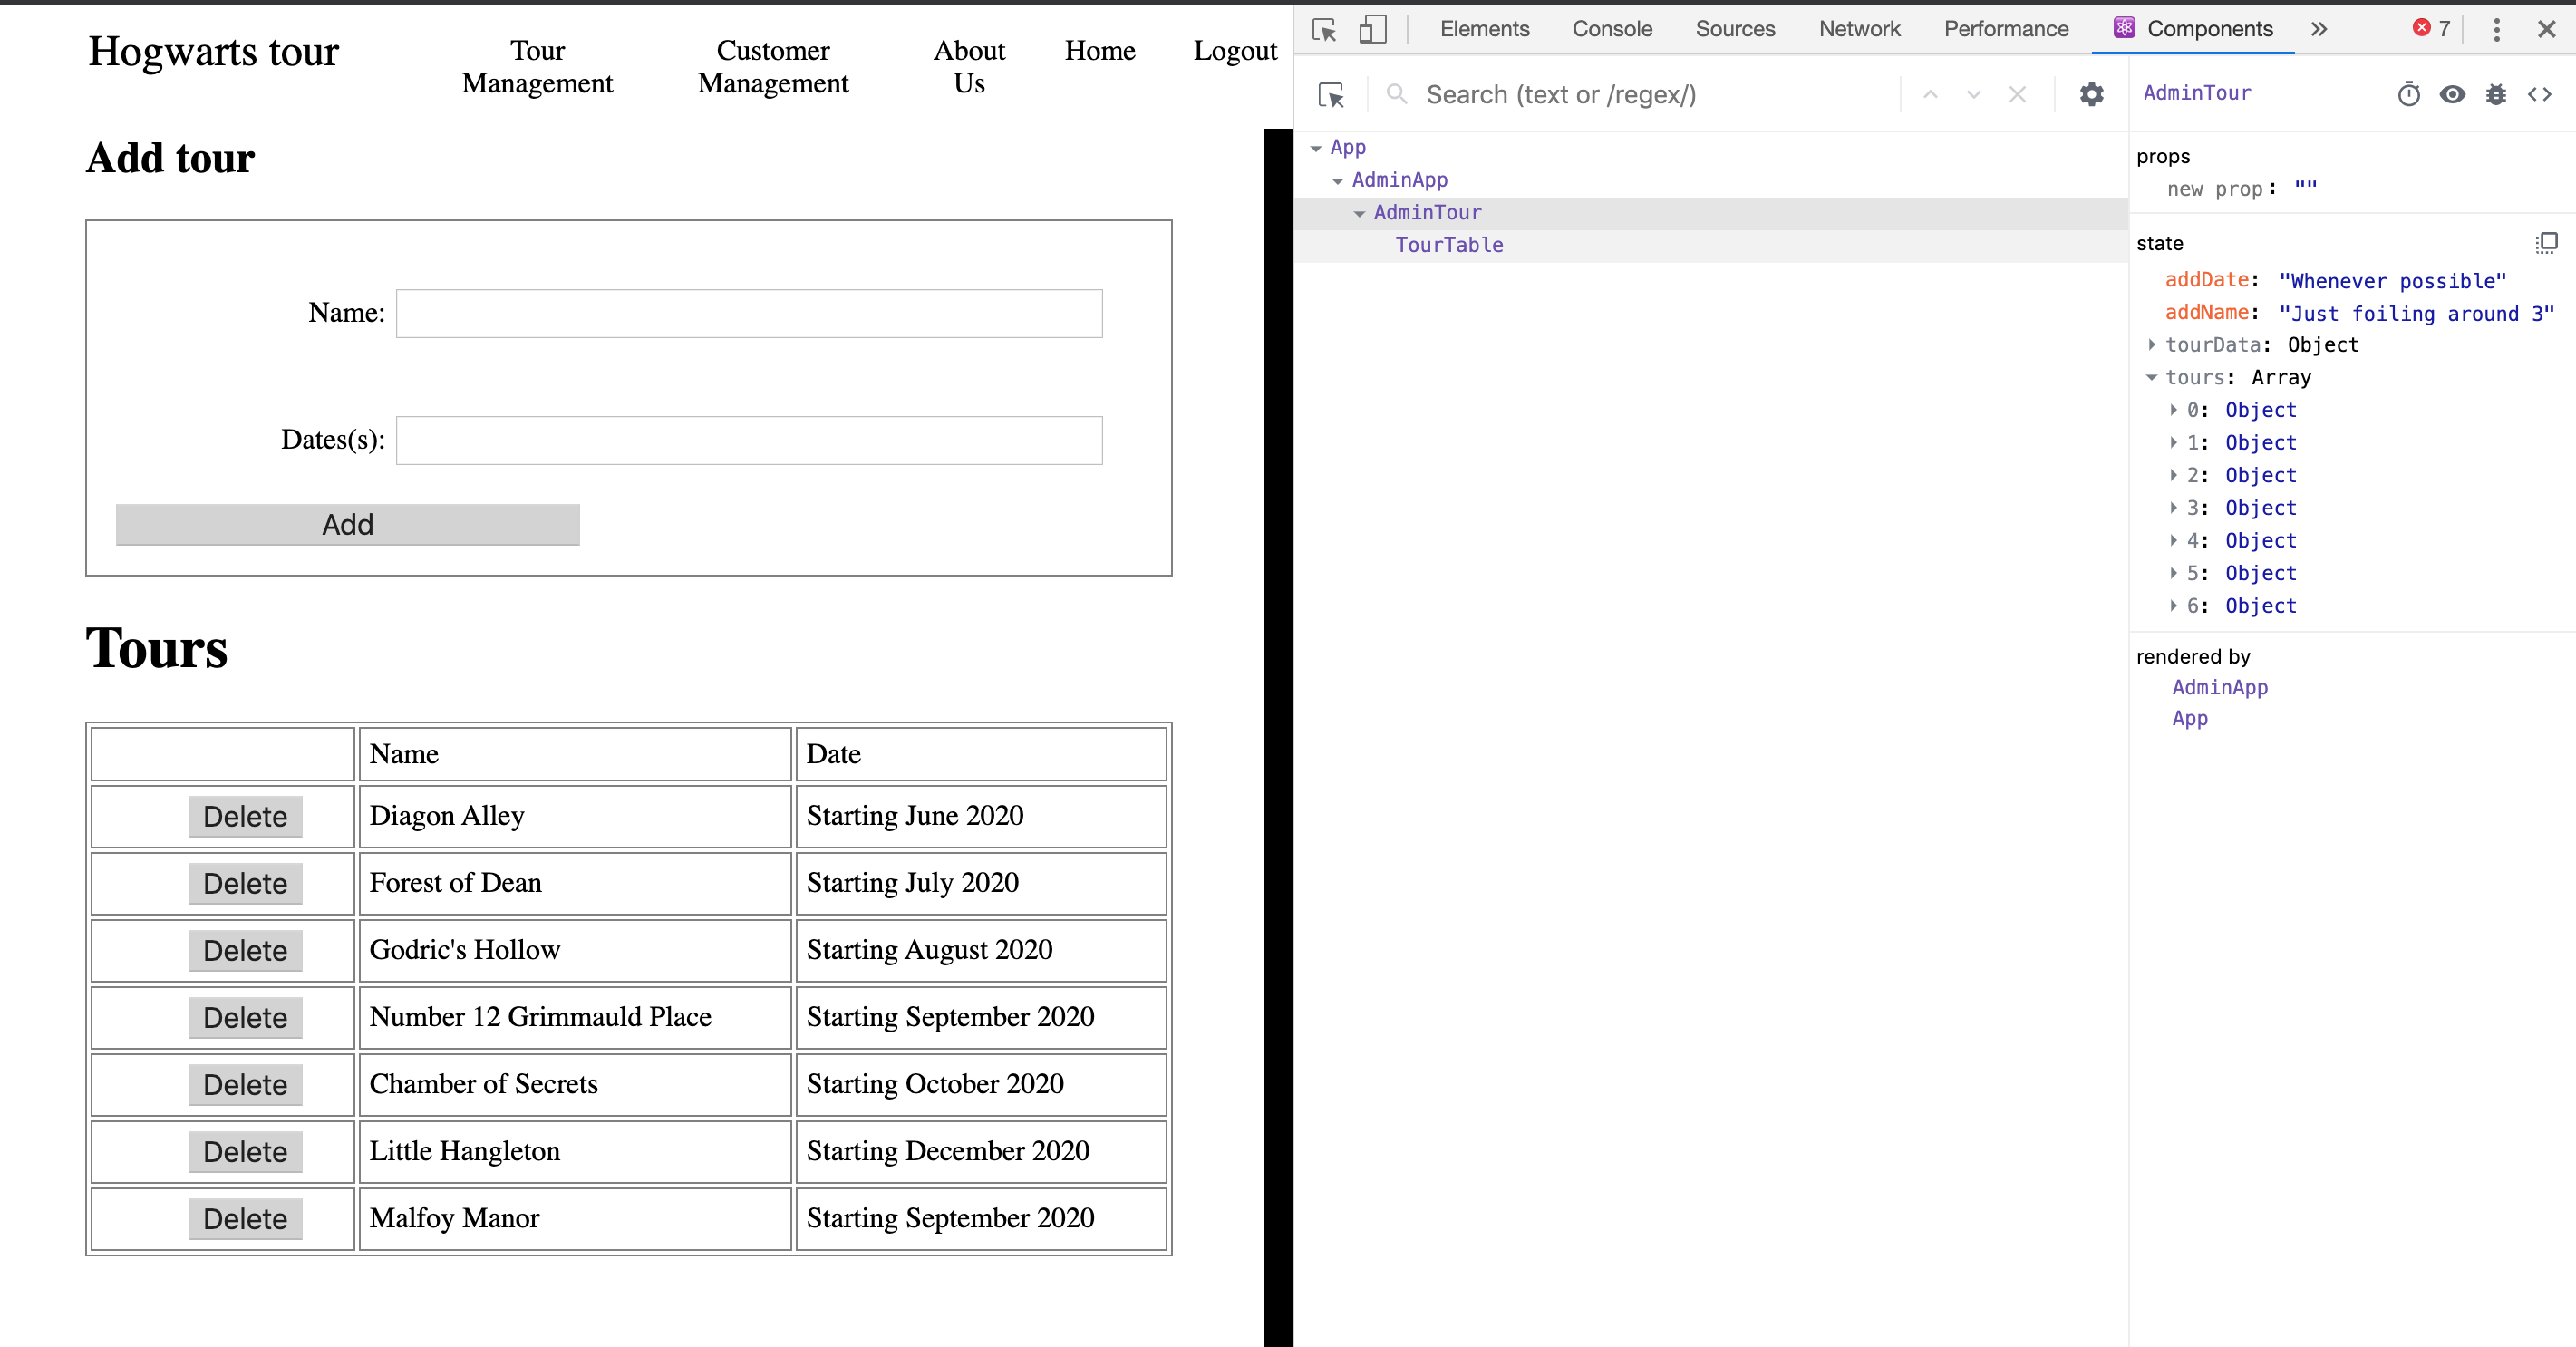 Hogwarts tour
Tour Management
Customer Management
About Us
Home
Logout
Add tour
Name:
Dates(s):
Add
Tours
Name Date
Delete Diagon Alley Starting June 2020
Delete Forest of Dean Starting July 2020
Delete Godric's Hollow Starting August 2020
Delete Number 12 Grimmauld Place Starting September 2020
Delete Chamber of Secrets Starting October 2020
Delete Little Hangleton Starting December 2020
Delete Malfoy Manor Starting September 2020
Elements Console Sources Network Performance Components » 7
Search (text or /regex/)
App
AdminApp
AdminTour
TourTable
AdminTour
props
new prop: ""
state
addDate: "Whenever possible"
addName: "Just foiling around 3"
tourData: Object
tours: Array
0: Object
1: Object
2: Object
3: Object
4: Object
5: Object
6: Object
rendered by
AdminApp
App